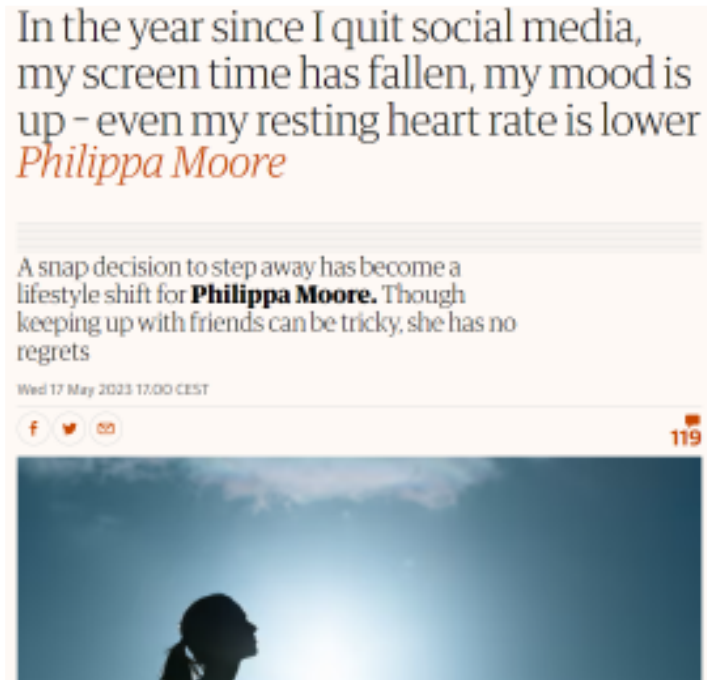 In the year since I quit social media,
my screen time has fallen, my mood is
up – even my resting heart rate is lower
Philippa Moore
A snap decision to step away has become a
lifestyle shift for Philippa Moore. Though
keeping up with friends can be tricky, she has no
regrets
Wed 17 May 2023 17.00 CEST
119